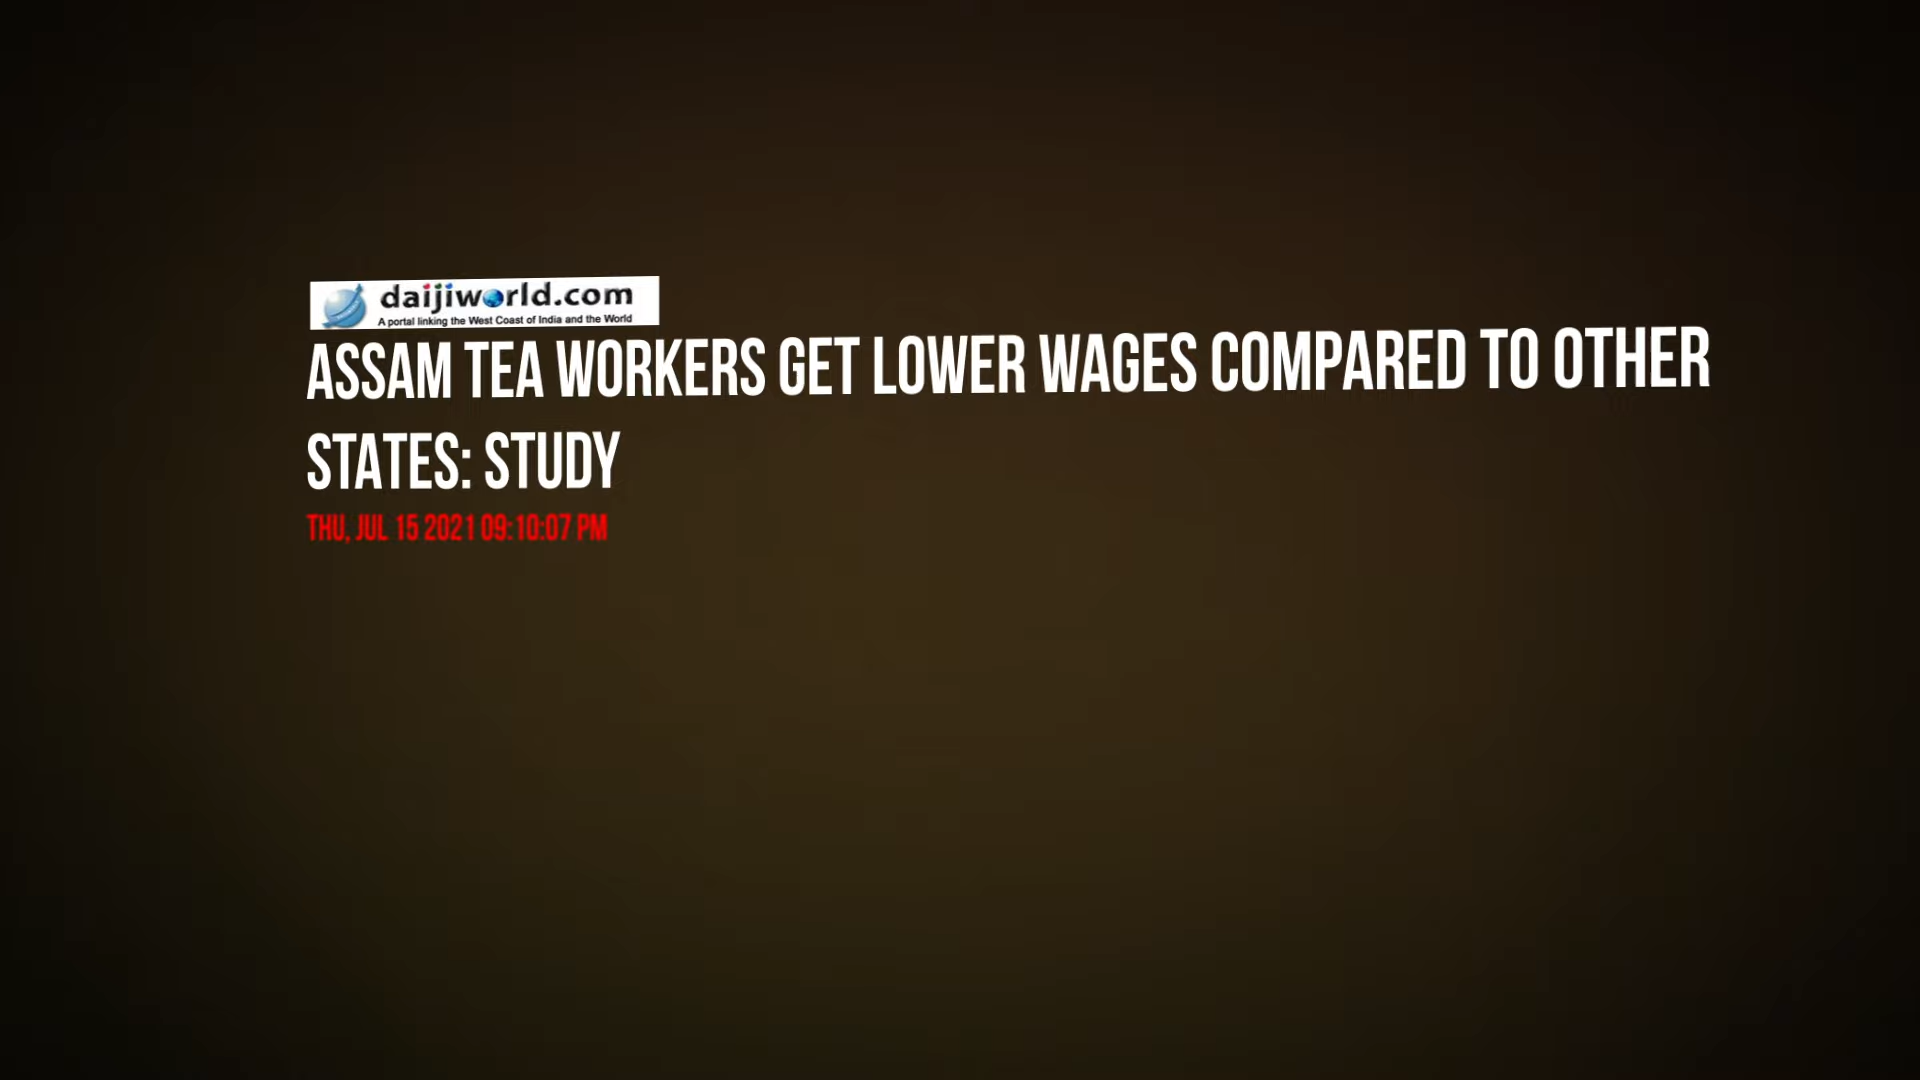 daijiworld.com
A portal linking the West Coast of India and the World
ASSAM TEA WORKERS GET LOWER WAGES COMPARED TO OTHER
STATES: STUDY
THU, JUL 15 2021 09:10:07 PM